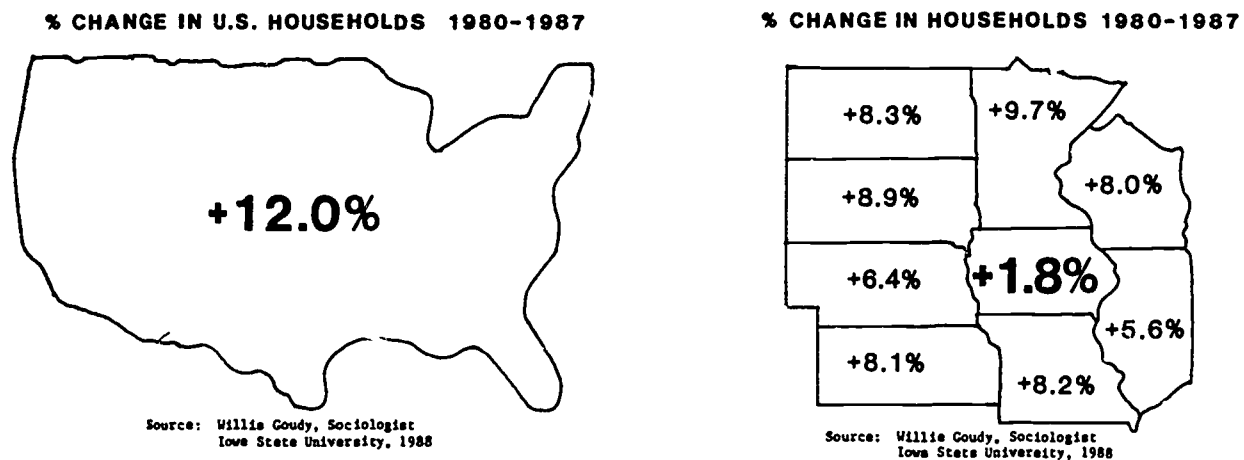 % CHANGE IN U.S. HOUSEHOLDS 1980-1987
+12.0%
Source: Willis Goudy, Sociologist
Iowa State University, 1988
% CHANGE IN HOUSEHOLDS 1980-1987
+8.3%
+9.7%
+8.0%
+8.9%
+6.4%
+1.8%
+5.6%
+8.1%
+8.2%
Source: Willis Goudy, Sociologist
Iowa State University, 1988